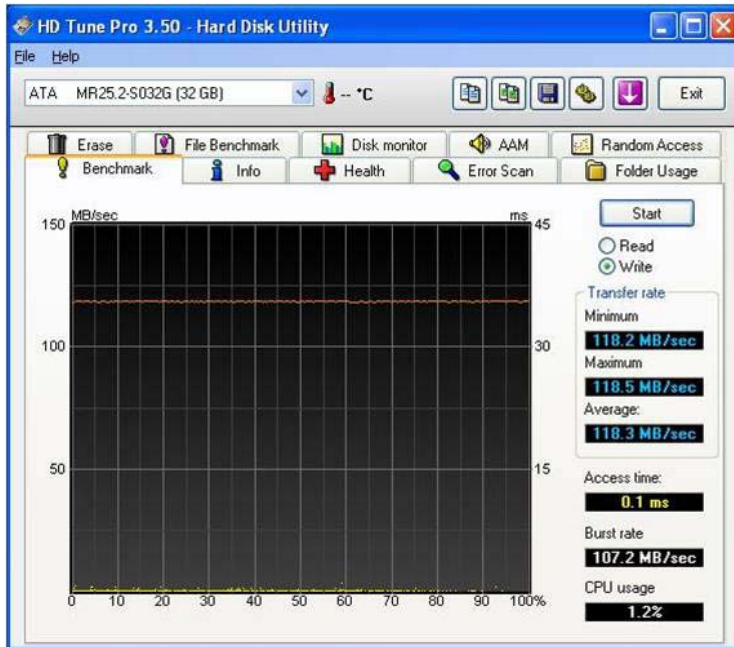 HD Tune Pro 3.50 - Hard Disk Utility
File Help
ATA MR25.2-S032G (32 GB) -- °C Exit
Erase File Benchmark Disk monitor AAM Random Access
Benchmark Info Health Error Scan Folder Usage
MB/sec ms
150 45
100 30
50 15
0 10 20 30 40 50 60 70 80 90 100%
Start
Read
Write
Transfer rate
Minimum
118.2 MB/sec
Maximum
118.5 MB/sec
Average:
118.3 MB/sec
Access time:
0.1 ms
Burst rate
107.2 MB/sec
CPU usage
1.2%